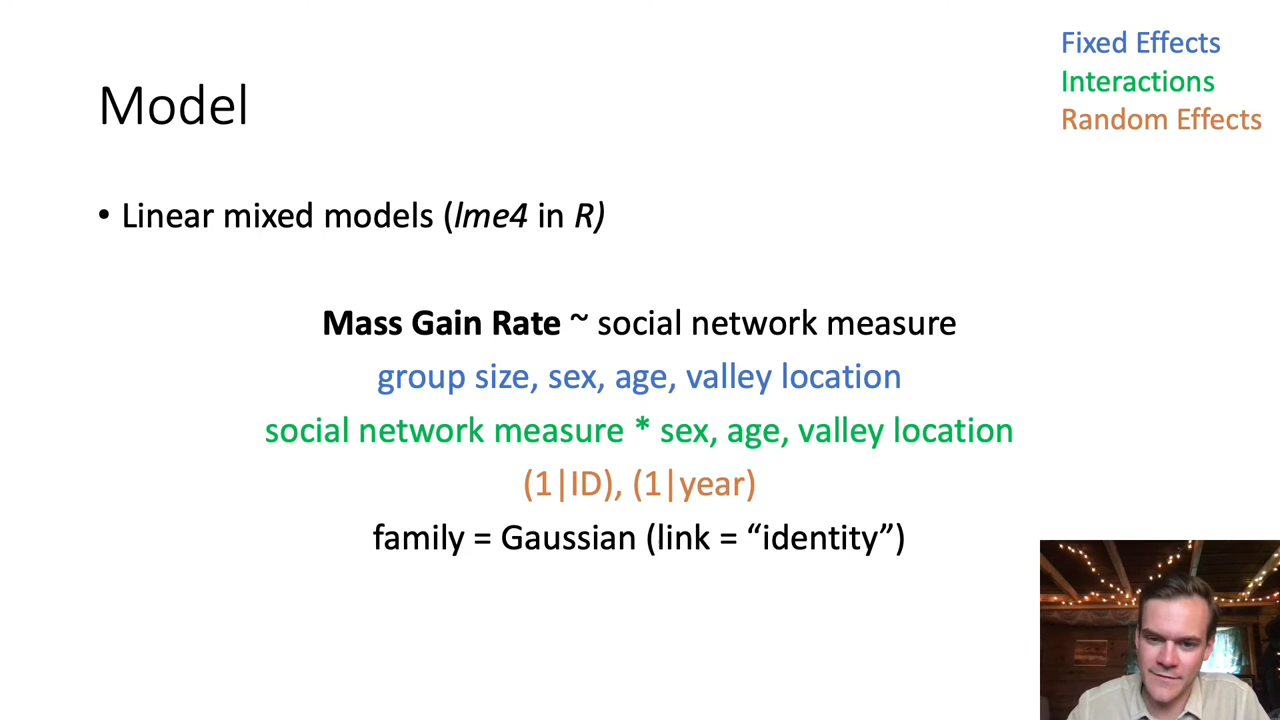 Fixed Effects
Interactions
Random Effects
Model
• Linear mixed models (lme4 in R)
Mass Gain Rate ~ social network measure
group size, sex, age, valley location
social network measure * sex, age, valley location
(1|ID), (1|year)
family = Gaussian (link = “identity”)